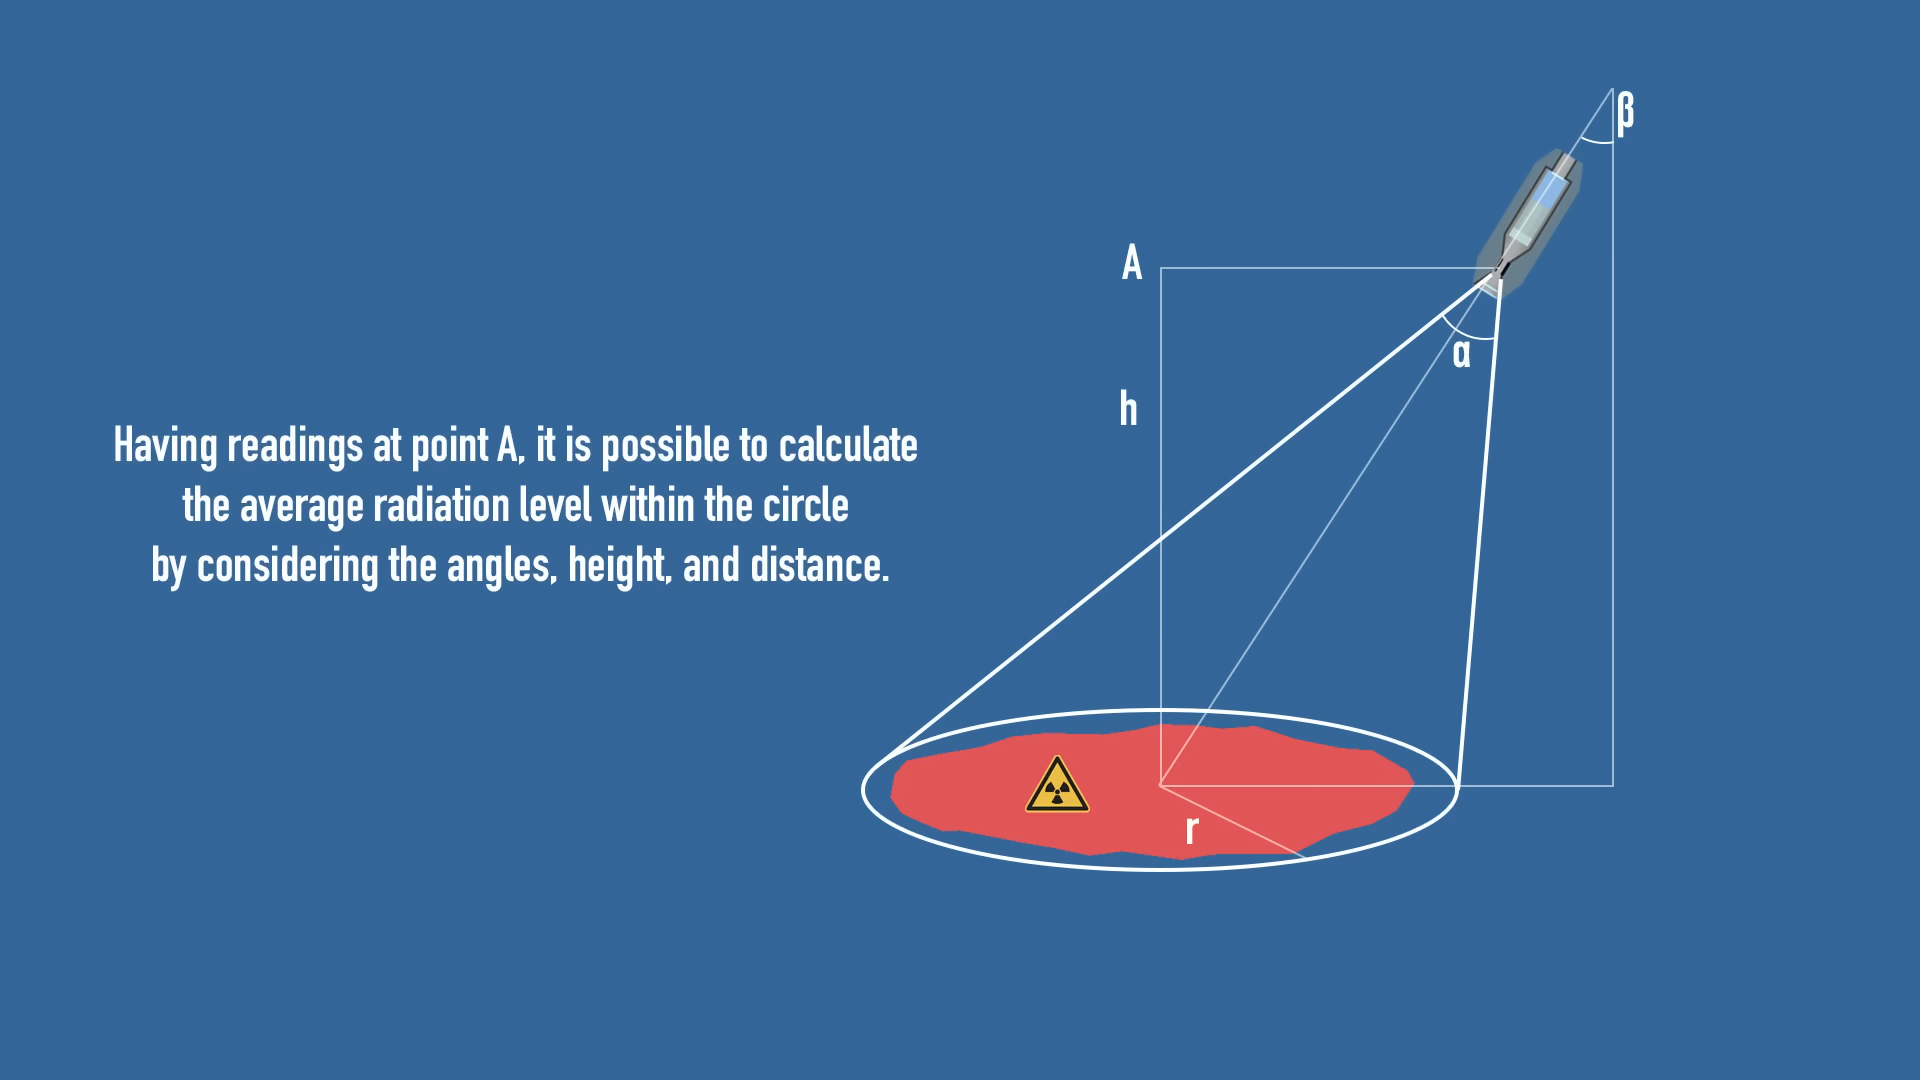 Having readings at point A, it is possible to calculate
the average radiation level within the circle
by considering the angles, height, and distance.
β
A
α
h
r